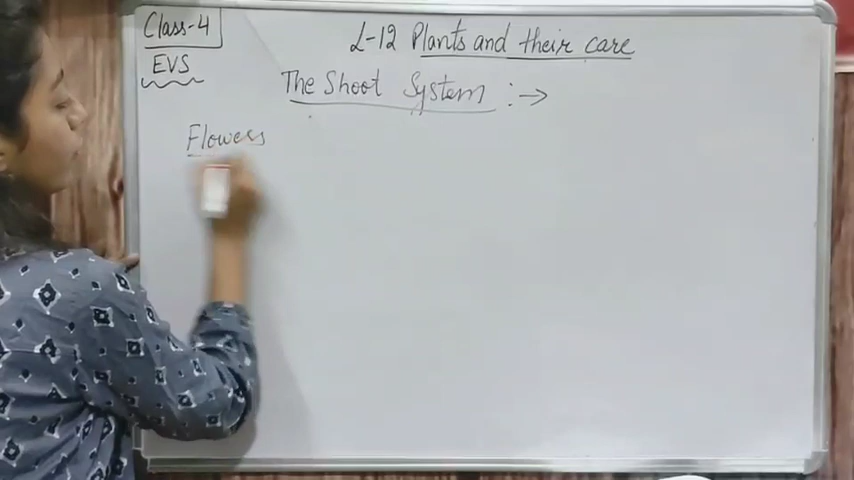 Class-4
EVS
L-12 Plants and their care
The Shoot System :→
Flowers